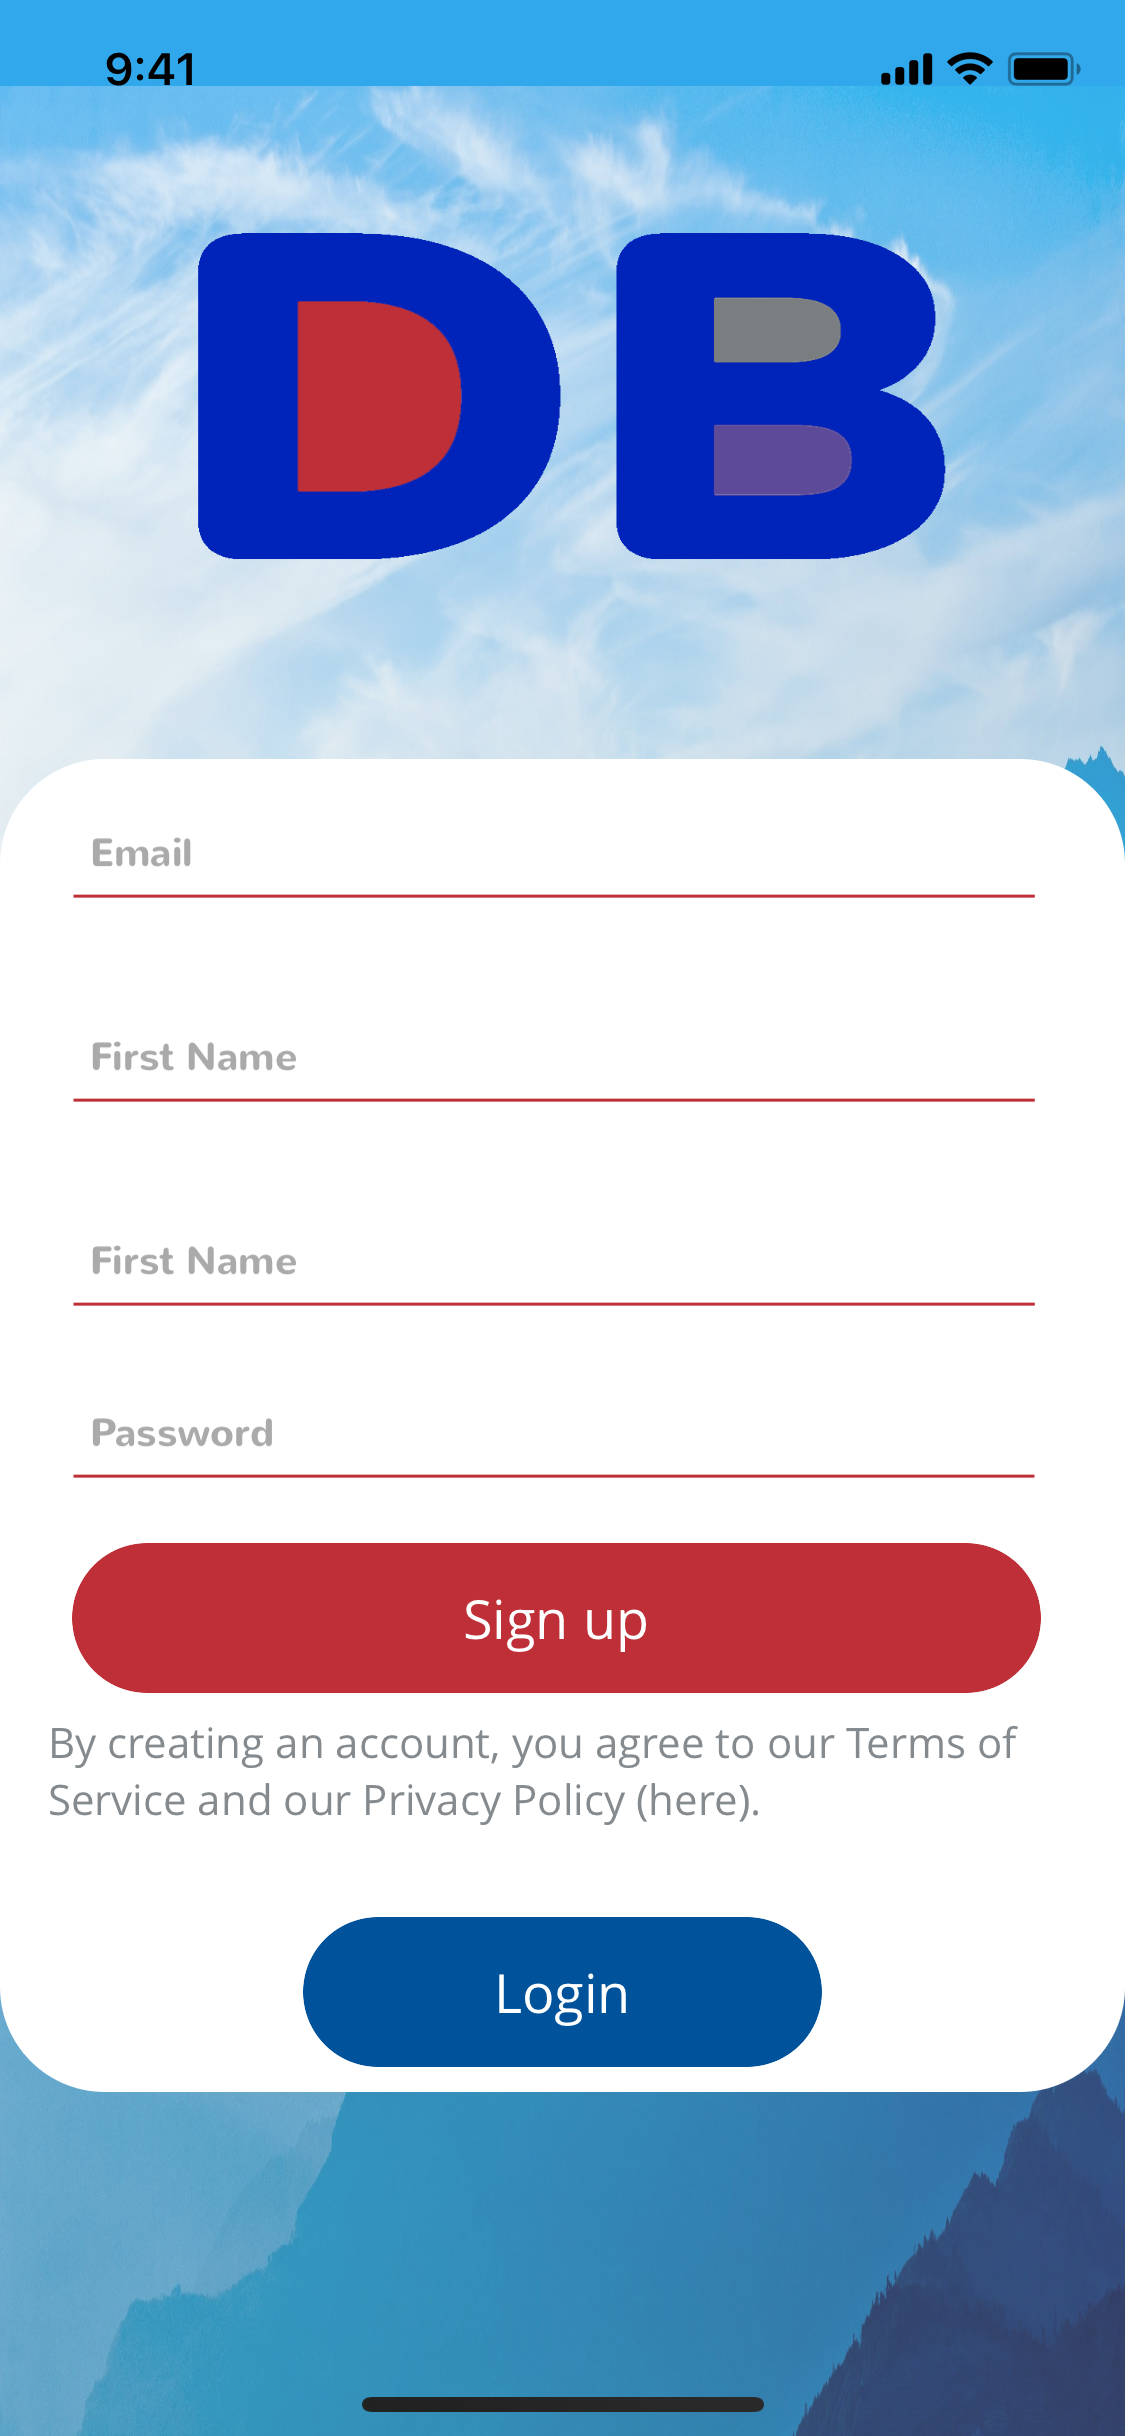 9:41
DB
Email
First Name
First Name
Password
Sign up
By creating an account, you agree to our Terms of
Service and our Privacy Policy (here).
Login